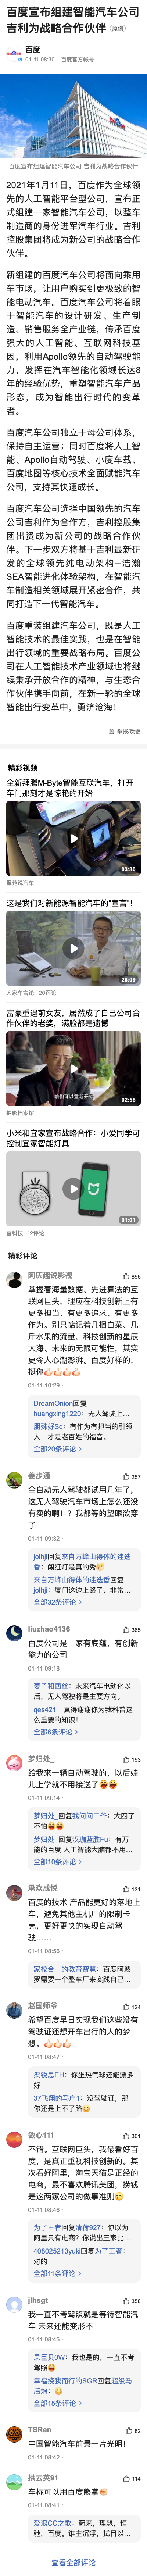 百度宣布组建智能汽车公司
吉利为战略合作伙伴 原创
百度
01-11 08:30 百度官方帐号
百度宣布组建智能汽车公司 吉利为战略合作伙伴
2021年1月11日，百度作为全球领
先的人工智能平台型公司，宣布正
式组建一家智能汽车公司，以整车
制造商的身份进军汽车行业。吉利
控股集团将成为新公司的战略合作
伙伴。
新组建的百度汽车公司将面向乘用
车市场，让用户购买到更极致的智
能电动汽车。百度汽车公司将着眼
于智能汽车的设计研发、生产制
造、销售服务全产业链，传承百度
强大的人工智能、互联网科技基
因，利用Apollo领先的自动驾驶能
力，发挥在汽车智能化领域长达8
年的经验优势，重塑智能汽车产品
形态，成为智能出行时代的变革
者。
百度汽车公司独立于母公司体系，
保持自主运营；同时百度将人工智
能、Apollo自动驾驶、小度车载、
百度地图等核心技术全面赋能汽车
公司，支持其快速成长。
百度汽车公司选择中国领先的汽车
公司吉利作为合作方，吉利控股集
团出资成为新公司的战略合作伙
伴。下一步双方将基于吉利最新研
发的全球领先纯电动架构--浩瀚
SEA智能进化体验架构，在智能汽
车制造相关领域开展紧密合作，共
同打造下一代智能汽车。
百度重装组建汽车公司，既是人工
智能技术的最佳实践，也是在智能
出行领域的重要战略布局。百度公
司在人工智能技术产业领域也将继
续秉承开放合作的精神，与生态合
作伙伴携手向前，在新一轮的全球
智能出行变革中，勇济沧海！
举报/反馈
精彩视频
全新拜腾M-Byte智能互联汽车，打开
车门那刻才是惊艳的开始
03:30
这是我们对新能源智能汽车的“宣言”！
28:09
大家车言论 20评论
富豪重遇前女友，居然成了自己公司合
作伙伴的老婆，满脸都是遗憾
02:58
探影档案馆
小米和宜家宣布战略合作：小爱同学可
控制宜家智能灯具
01:01
雷科技 12评论
精彩评论
阿庆趣说影视
896
掌握着海量数据、先进算法的互
联网巨头，理应在科技创新上有
更多担当、有更多追求、有更多
作为。别只惦记着几捆白菜、几
斤水果的流量，科技创新的星辰
大海、未来的无限可能性，其实
更令人心潮澎湃。百度好样的，
挺你👍👍👍👍
01-11 10:29
DreamOnion回复
huangxing1220：无人驾驶上...
朋殊好Sd：有作为有担当的引领
人，才是老百姓的福音。
全部20条评论
姜步通
257
全自动无人驾驶都试用几年了，
这无人驾驶汽车市场上怎么还没
有卖的啊！？我都等的望眼欲穿
了
01-11 09:32
jolhji回复来自万峰山得体的迷迭
香：闯红灯是真的秀
来自万峰山得体的迷迭香回复
jolhji：厦门这边上路了，非常...
全部32条评论
liuzhao4136
365
百度公司是一家有底蕴，有创新
能力的公司
01-11 09:18
姜子和西丝：未来汽车电动化以
后，无人驾驶将是主要方向。
qes421：真得谢谢你为我科普这
么重要的知识！
全部6条评论
梦归处_
193
给我来一辆自动驾驶的，以后娃
儿上学就不用接送了😄😄
01-11 09:14
梦归处_回复我问问二爷：大四了
不怕😄😄
梦归处_回复汉珈蓝胜Fu：有万
能的百度 人工智能大脑都不用...
全部10条评论
承欢成悦
131
百度的技术 产品能更好的落地上
车，避免其他主机厂的限制卡
壳，更好更快的实现自动驾
驶……
01-11 08:56
家校合一的教育智慧：百度阿波
罗需要一个整车厂来实践自己...
赵国师爷
124
希望百度早日实现我们这些没有
驾驶证还想开车出行的人的梦
想。👍👍👍
01-11 08:47
渠锐思EH：你坐热气球还能漂多
好
37飞翔的马户1：没驾驶证，那
你还是上不了路😄
攸心111
301
不错。互联网巨头，我最看好百
度，是真正重视科技创新的。其
次看好阿里，淘宝天猫是正经的
电商，最不喜欢腾讯美团，捞钱
就是这两家公司的做事准则😊
01-11 08:46
为了王者回复清荷927：你以为
阿里只有电商？你说出三家比...
408025213yuki回复为了王者：
对的
全部11条评论
jlhsgt
358
我一直不考驾照就是等待智能汽
车 未来还能变形不
01-11 08:45
果巨贝0W：我也是的，一直不考
驾照😄
幸福桡我而行的SGR回复超级马
后炮：😊
全部15条评论
TSRen
82
中国智能汽车前景一片光明！
01-11 08:42
拱云英91
114
车标可以用百度熊掌✊
01-11 08:41
爱浪CC之歌：蔚来，理想，恒
驰，百度。谁主沉浮，拭目以...
查看全部评论